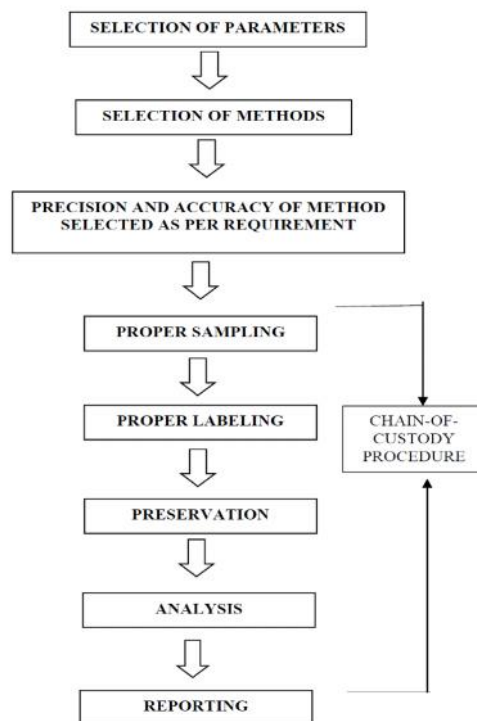 SELECTION OF PARAMETERS
SELECTION OF METHODS
PRECISION AND ACCURACY OF METHOD
SELECTED AS PER REQUIREMENT
PROPER SAMPLING
PROPER LABELING
CHAIN-OF-
CUSTODY
PROCEDURE
PRESERVATION
ANALYSIS
REPORTING